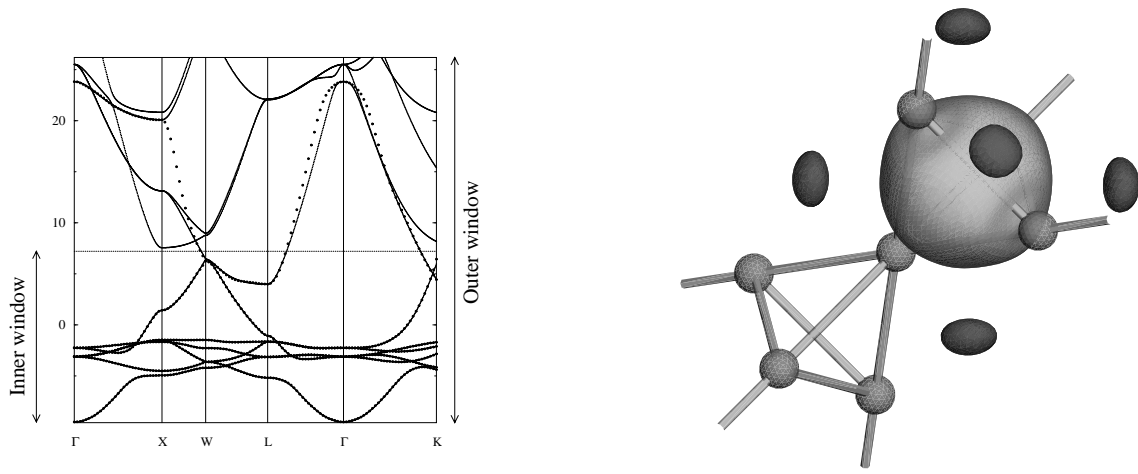 20
10
0
Γ X W L Γ K
Inner window
Outer window